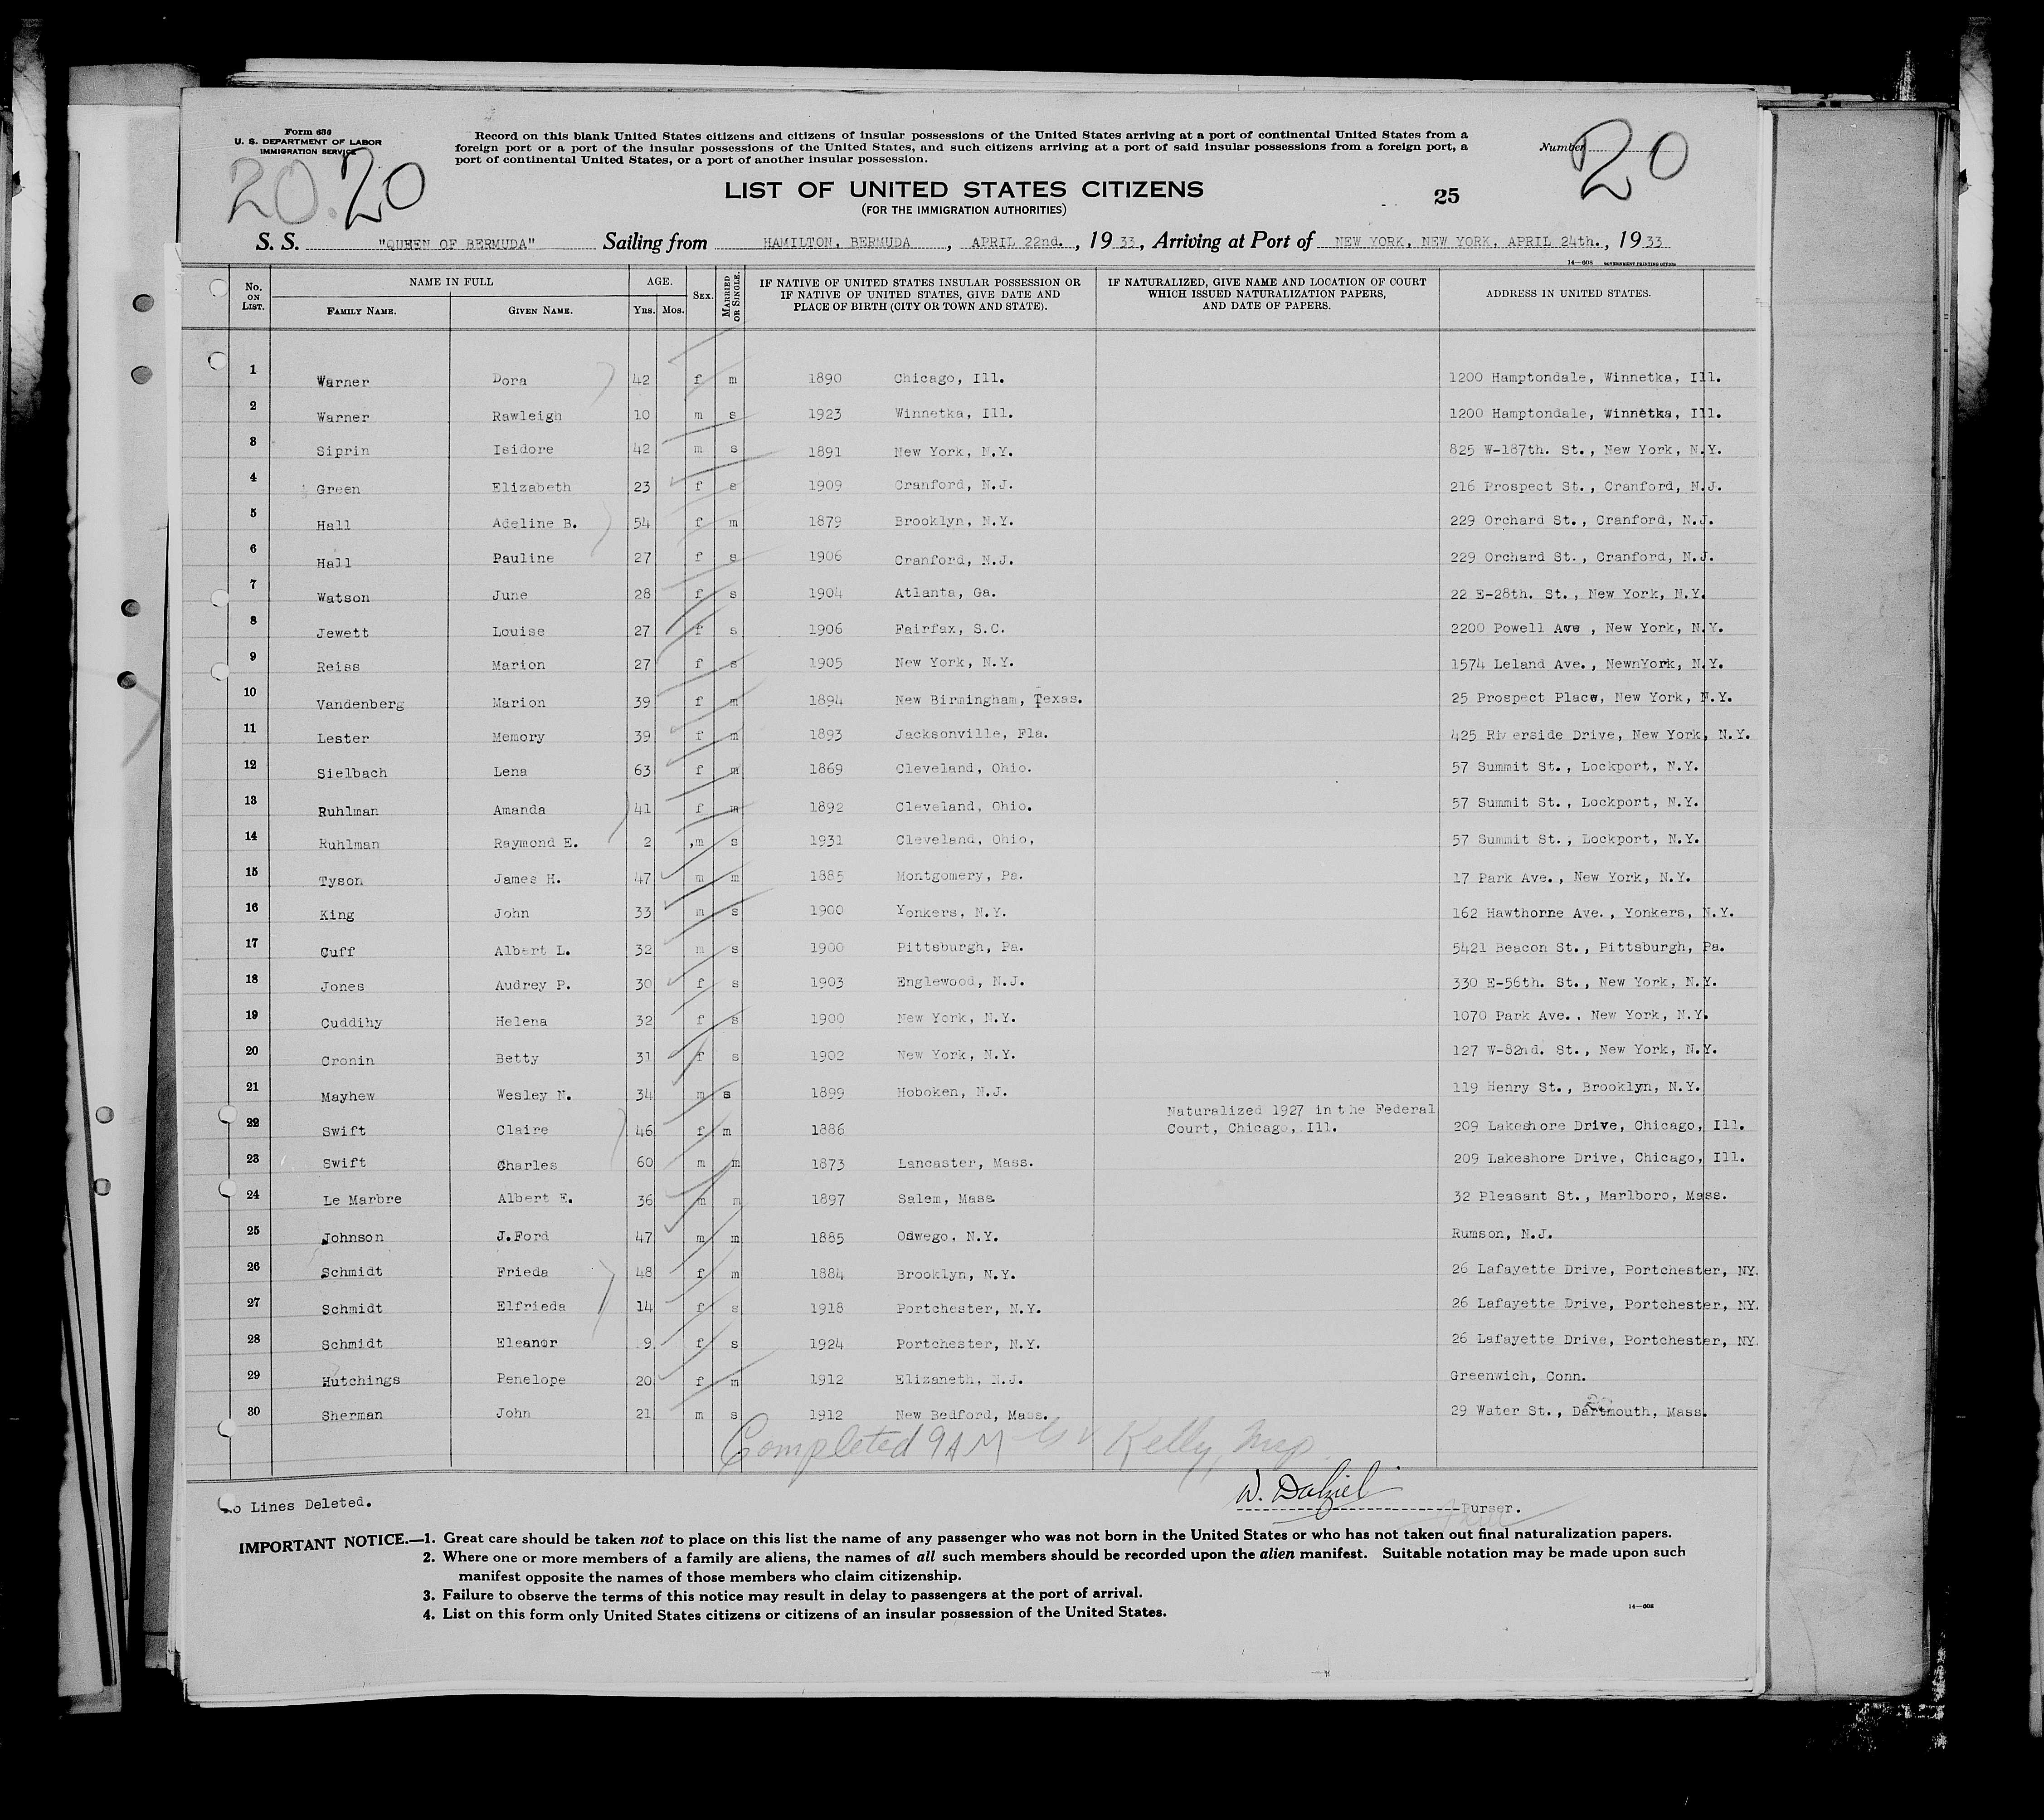 Form 630
U. S. DEPARTMENT OF LABOR
IMMIGRATION SERVICE
Record on this blank United States citizens and citizens of insular possessions of the United States arriving at a port of continental United States from a
foreign port or a port of the insular possessions of the United States, and such citizens arriving at a port of said insular possessions from a foreign port, a
port of continental United States, or a port of another insular possession.
Number 20
20. 20
LIST OF UNITED STATES CITIZENS
(FOR THE IMMIGRATION AUTHORITIES)
25
S. S. "QUEEN OF BERMUDA" Sailing from HAMILTON, BERMUDA, APRIL 22nd., 1933, Arriving at Port of NEW YORK, NEW YORK, APRIL 24th., 1933
14—608 GOVERNMENT PRINTING OFFICE
No. ON LIST. NAME IN FULL FAMILY NAME. GIVEN NAME. AGE. YRS. MOS. SEX. MARRIED OR SINGLE. IF NATIVE OF UNITED STATES INSULAR POSSESSION OR IF NATIVE OF UNITED STATES, GIVE DATE AND PLACE OF BIRTH (CITY OR TOWN AND STATE). IF NATURALIZED, GIVE NAME AND LOCATION OF COURT WHICH ISSUED NATURALIZATION PAPERS, AND DATE OF PAPERS. ADDRESS IN UNITED STATES.
1 Warner Dora 42 f m 1890 Chicago, Ill. 1200 Hamptondale, Winnetka, Ill.
2 Warner Rawleigh 10 m s 1923 Winnetka, Ill. 1200 Hamptondale, Winnetka, Ill.
3 Siprin Isidore 42 m s 1891 New York, N.Y. 825 W-187th. St., New York, N.Y.
4 Green Elizabeth 23 f s 1909 Cranford, N.J. 216 Prospect St., Cranford, N.J.
5 Hall Adeline B. 54 f m 1879 Brooklyn, N.Y. 229 Orchard St., Cranford, N.J.
6 Hall Pauline 27 f s 1906 Cranford, N.J. 229 Orchard St., Cranford, N.J.
7 Watson June 28 f s 1904 Atlanta, Ga. 22 E-28th. St., New York, N.Y.
8 Jewett Louise 27 f s 1906 Fairfax, S.C. 2200 Powell Ave , New York, N.Y.
9 Reiss Marion 27 f s 1905 New York, N.Y. 1574 Leland Ave., NewnYork, N.Y.
10 Vandenberg Marion 39 f m 1894 New Birmingham, Texas. 25 Prospect Place, New York, N.Y.
11 Lester Memory 39 f m 1893 Jacksonville, Fla. 425 Riverside Drive, New York, N.Y.
12 Sielbach Lena 63 f m 1869 Cleveland, Ohio. 57 Summit St., Lockport, N.Y.
13 Ruhlman Amanda 41 f m 1892 Cleveland, Ohio. 57 Summit St., Lockport, N.Y.
14 Ruhlman Raymond E. 2 ,m s 1931 Cleveland, Ohio, 57 Summit St., Lockport, N.Y.
15 Tyson James H. 47 m m 1885 Montgomery, Pa. 17 Park Ave., New York, N.Y.
16 King John 33 m s 1900 Yonkers, N.Y. 162 Hawthorne Ave., Yonkers, N.Y.
17 Cuff Albert L. 32 m s 1900 Pittsburgh, Pa. 5421 Beacon St., Pittsburgh, Pa.
18 Jones Audrey P. 30 f s 1903 Englewood, N.J. 330 E-56th. St., New York, N.Y.
19 Cuddihy Helena 32 f s 1900 New York, N.Y. 1070 Park Ave., New York, N.Y.
20 Cronin Betty 31 f s 1902 New York, N.Y. 127 W-82nd. St., New York, N.Y.
21 Mayhew Wesley N. 34 m s 1899 Hoboken, N.J. 119 Henry St., Brooklyn, N.Y.
22 Swift Claire 46 f m 1886 Naturalized 1927 in the Federal Court, Chicago, Ill. 209 Lakeshore Drive, Chicago, Ill.
23 Swift Charles 60 m m 1873 Lancaster, Mass. 209 Lakeshore Drive, Chicago, Ill.
24 Le Marbre Albert E. 36 m m 1897 Salem, Mass. 32 Pleasant St., Marlboro, Mass.
25 Johnson J.Ford 47 m m 1885 Oswego, N.Y. Rumson, N.J.
26 Schmidt Frieda 48 f m 1884 Brooklyn, N.Y. 26 Lafayette Drive, Portchester, NY.
27 Schmidt Elfrieda 14 f s 1918 Portchester, N.Y. 26 Lafayette Drive, Portchester, NY.
28 Schmidt Eleanor 9 f s 1924 Portchester, N.Y. 26 Lafayette Drive, Portchester, NY.
29 Hutchings Penelope 20 f m 1912 Elizaneth, N.J. Greenwich, Conn.
30 Sherman John 21 m s 1912 New Bedford, Mass. 29 Water St., Dartmouth, Mass.
Completed 9AM Kelly, Insp
W. Dalziel
Purser.
No Lines Deleted.
IMPORTANT NOTICE.—1. Great care should be taken not to place on this list the name of any passenger who was not born in the United States or who has not taken out final naturalization papers.
2. Where one or more members of a family are aliens, the names of all such members should be recorded upon the alien manifest. Suitable notation may be made upon such
manifest opposite the names of those members who claim citizenship.
3. Failure to observe the terms of this notice may result in delay to passengers at the port of arrival.
4. List on this form only United States citizens or citizens of an insular possession of the United States.
14—608